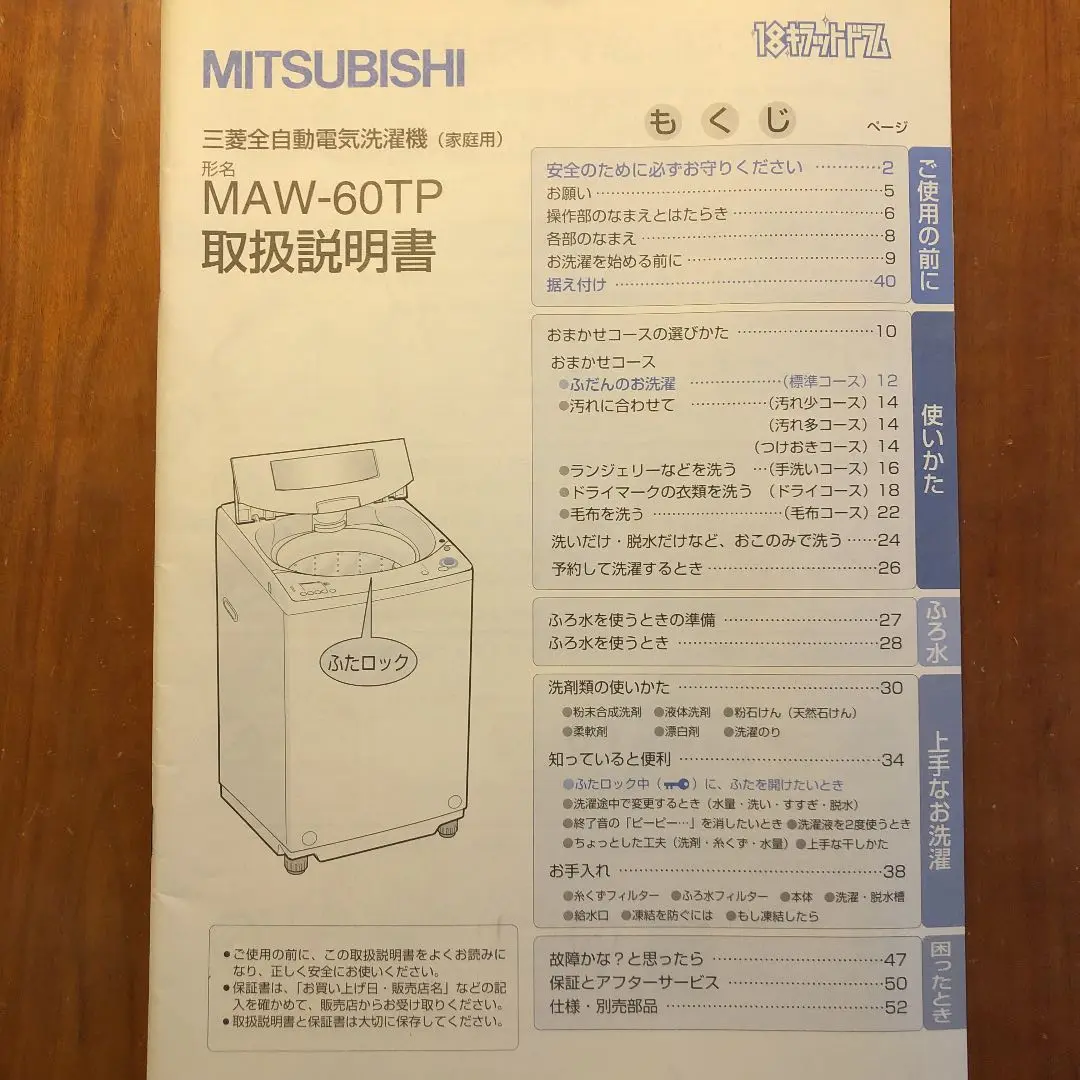 MITSUBISHI
三菱全自動電気洗濯機（家庭用）
形名
MAW-60TP
取扱説明書
ふたロック
●ご使用の前に、この取扱説明書をよくお読みに
なり、正しく安全にお使いください。
●保証書は、「お買い上げ日・販売店名」などの記
入を確かめて、販売店からお受け取りください。
●取扱説明書と保証書は大切に保存してください。
18キラットドラム
もくじ
ページ
ご使用の前に
安全のために必ずお守りください ………2
お願い……………………………5
操作部のなまえとはたらき………………6
各部のなまえ………………………8
お洗濯を始める前に……………………9
据え付け……………………………40
使いかた
おまかせコースの選びかた ………………10
おまかせコース
●ふだんのお洗濯 ……………（標準コース）12
●汚れに合わせて ……………（汚れ少コース）14
（汚れ多コース）14
（つけおきコース）14
●ランジェリーなどを洗う …（手洗いコース）16
●ドライマークの衣類を洗う （ドライコース）18
●毛布を洗う ………………（毛布コース）22
洗いだけ・脱水だけなど、おこのみで洗う……24
予約して洗濯するとき……………………26
ふろ水
ふろ水を使うときの準備 …………………27
ふろ水を使うとき ………………………28
上手なお洗濯
洗剤類の使いかた ………………………30
●粉末合成洗剤 ●液体洗剤 ●粉石けん（天然石けん）
●柔軟剤 ●漂白剤 ●洗濯のり
知っていると便利 ………………………34
●ふたロック中（ ）に、ふたを開けたいとき
●洗濯途中で変更するとき（水量・洗い・すすぎ・脱水）
●終了音の「ピーピー…」を消したいとき ●洗濯液を2度使うとき
●ちょっとした工夫（洗剤・糸くず・水量）●上手な干しかた
お手入れ ……………………………38
●糸くずフィルター ●ふろ水フィルター ●本体 ●洗濯・脱水槽
●給水口 ●凍結を防ぐには ●もし凍結したら
困ったとき
故障かな？と思ったら ……………………47
保証とアフターサービス …………………50
仕様・別売部品 …………………………52